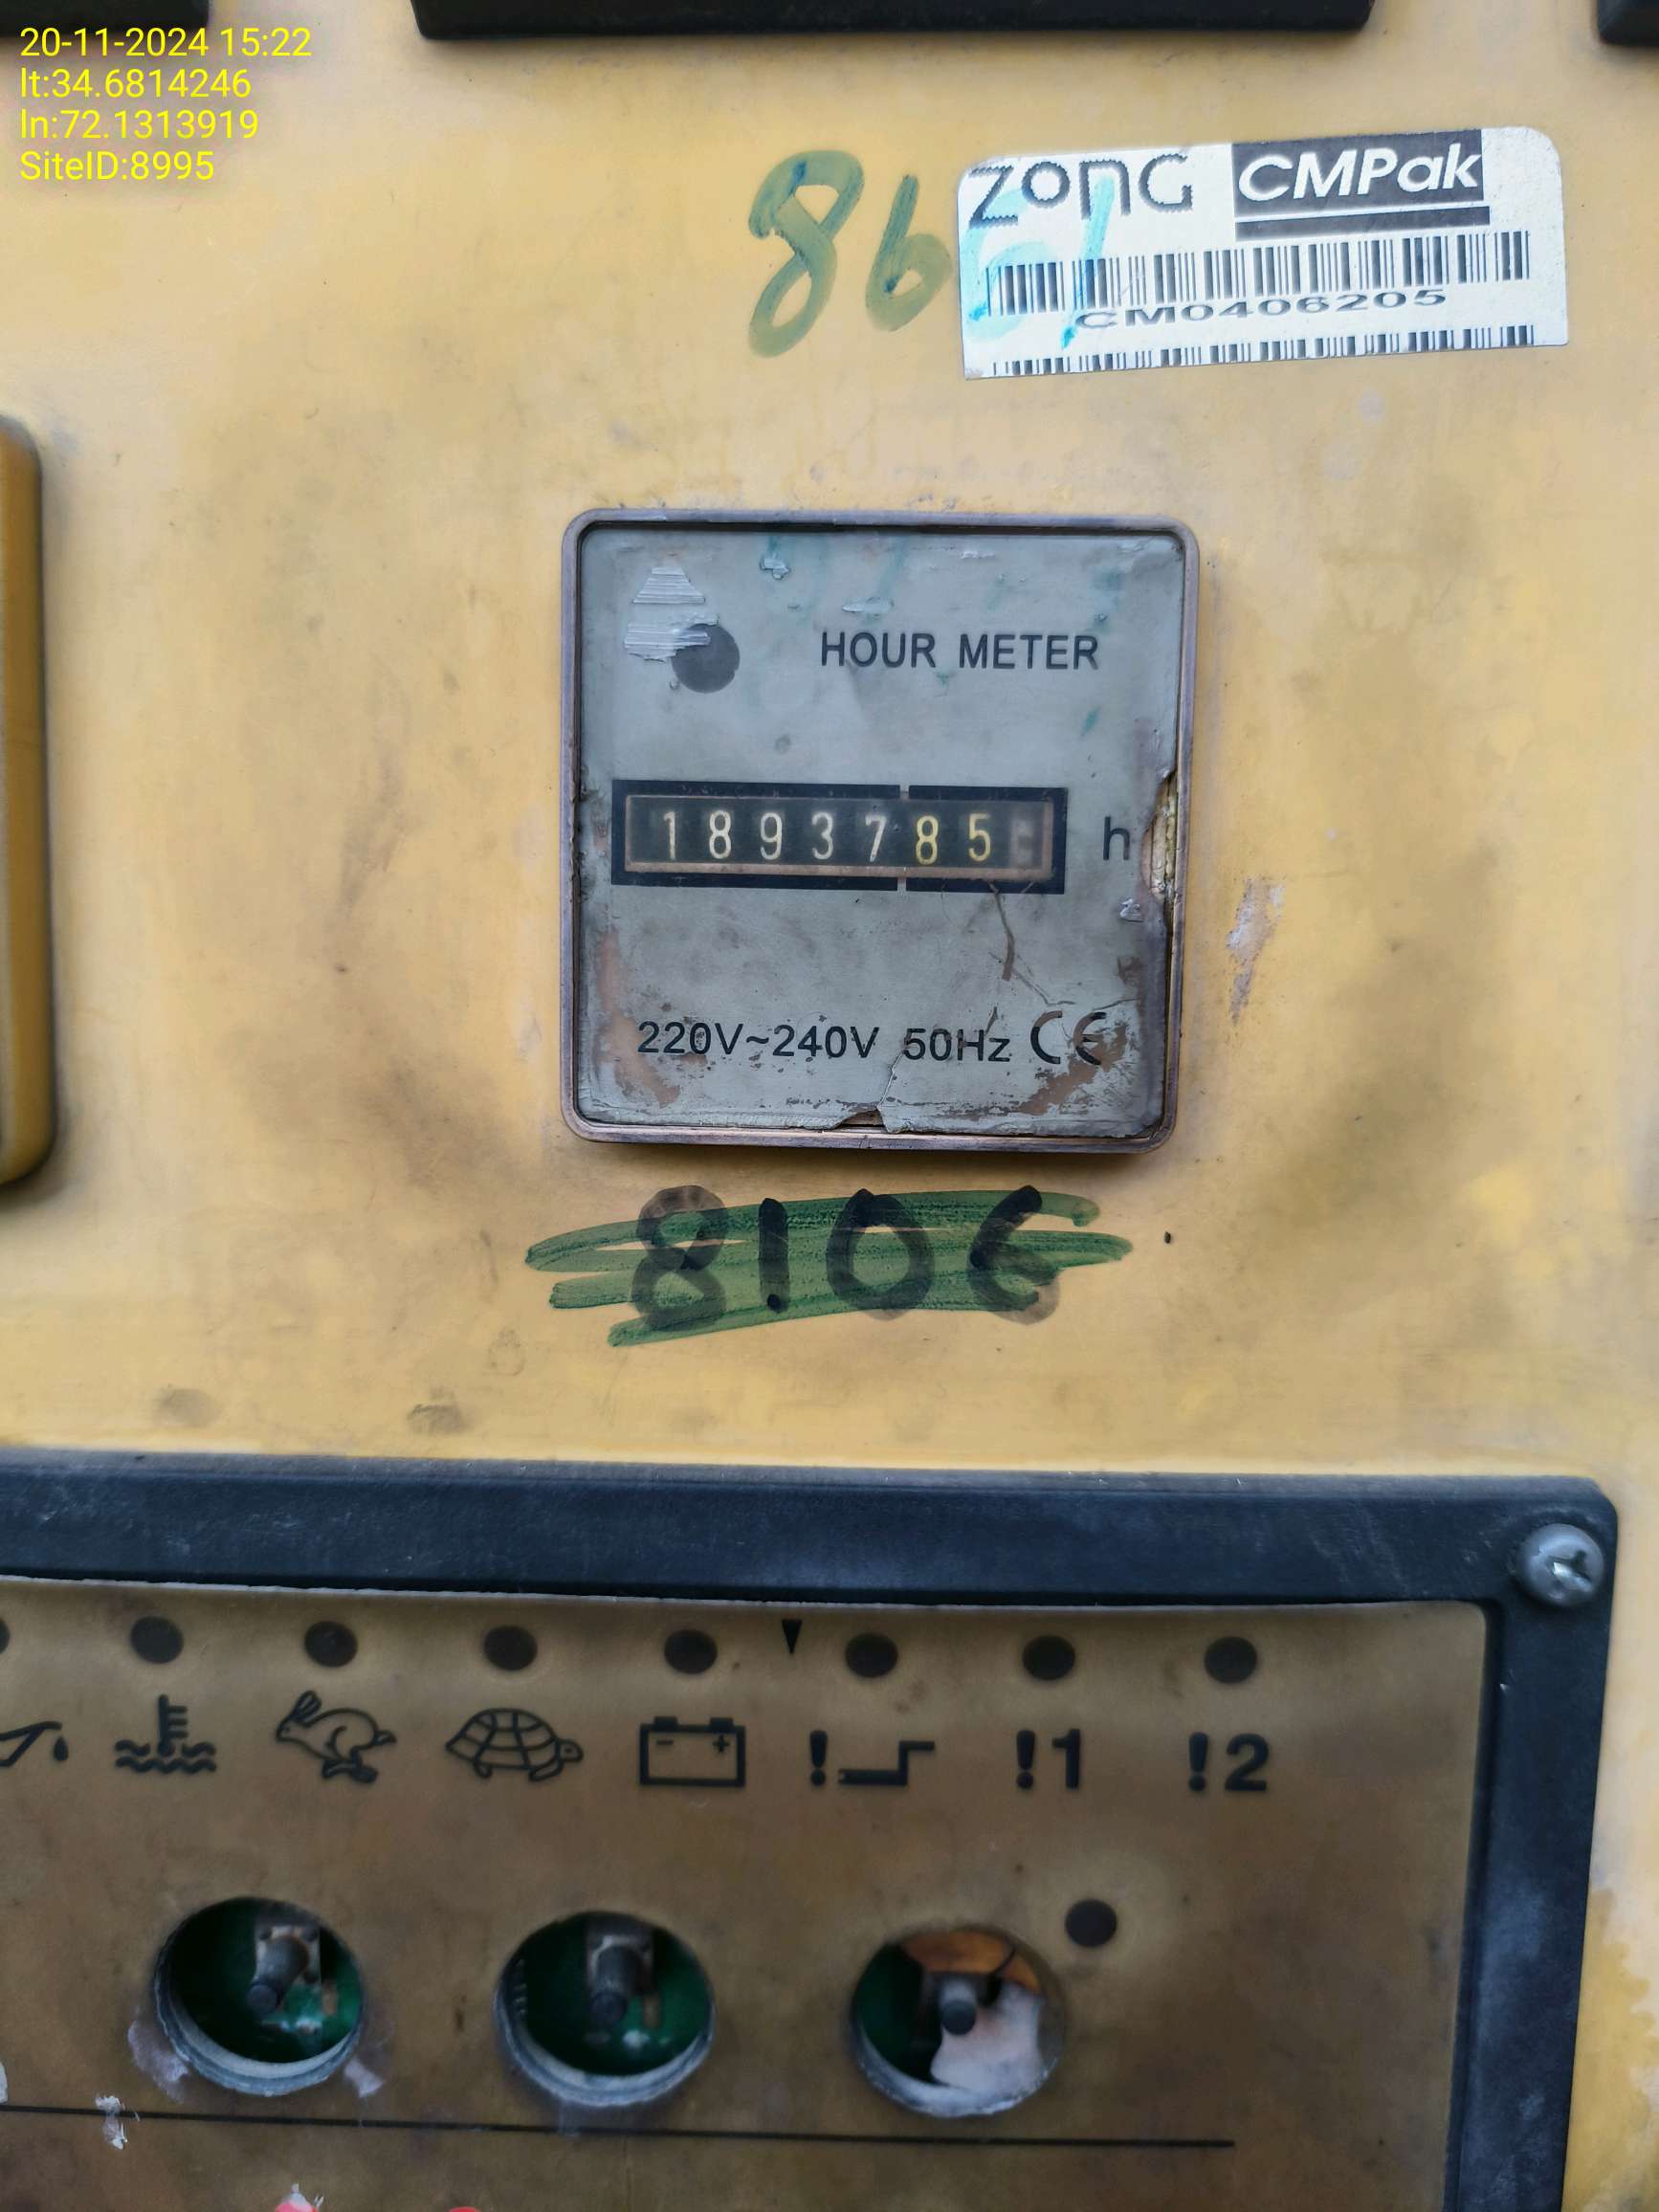 20-11-2024 15:22
lt:34.6814246
ln:72.1313919
SiteID:8995
8661
ZONG CMPak
CM0406205
HOUR METER
1893785 h
220V~240V 50Hz CE
8106
- +
! !1 !2